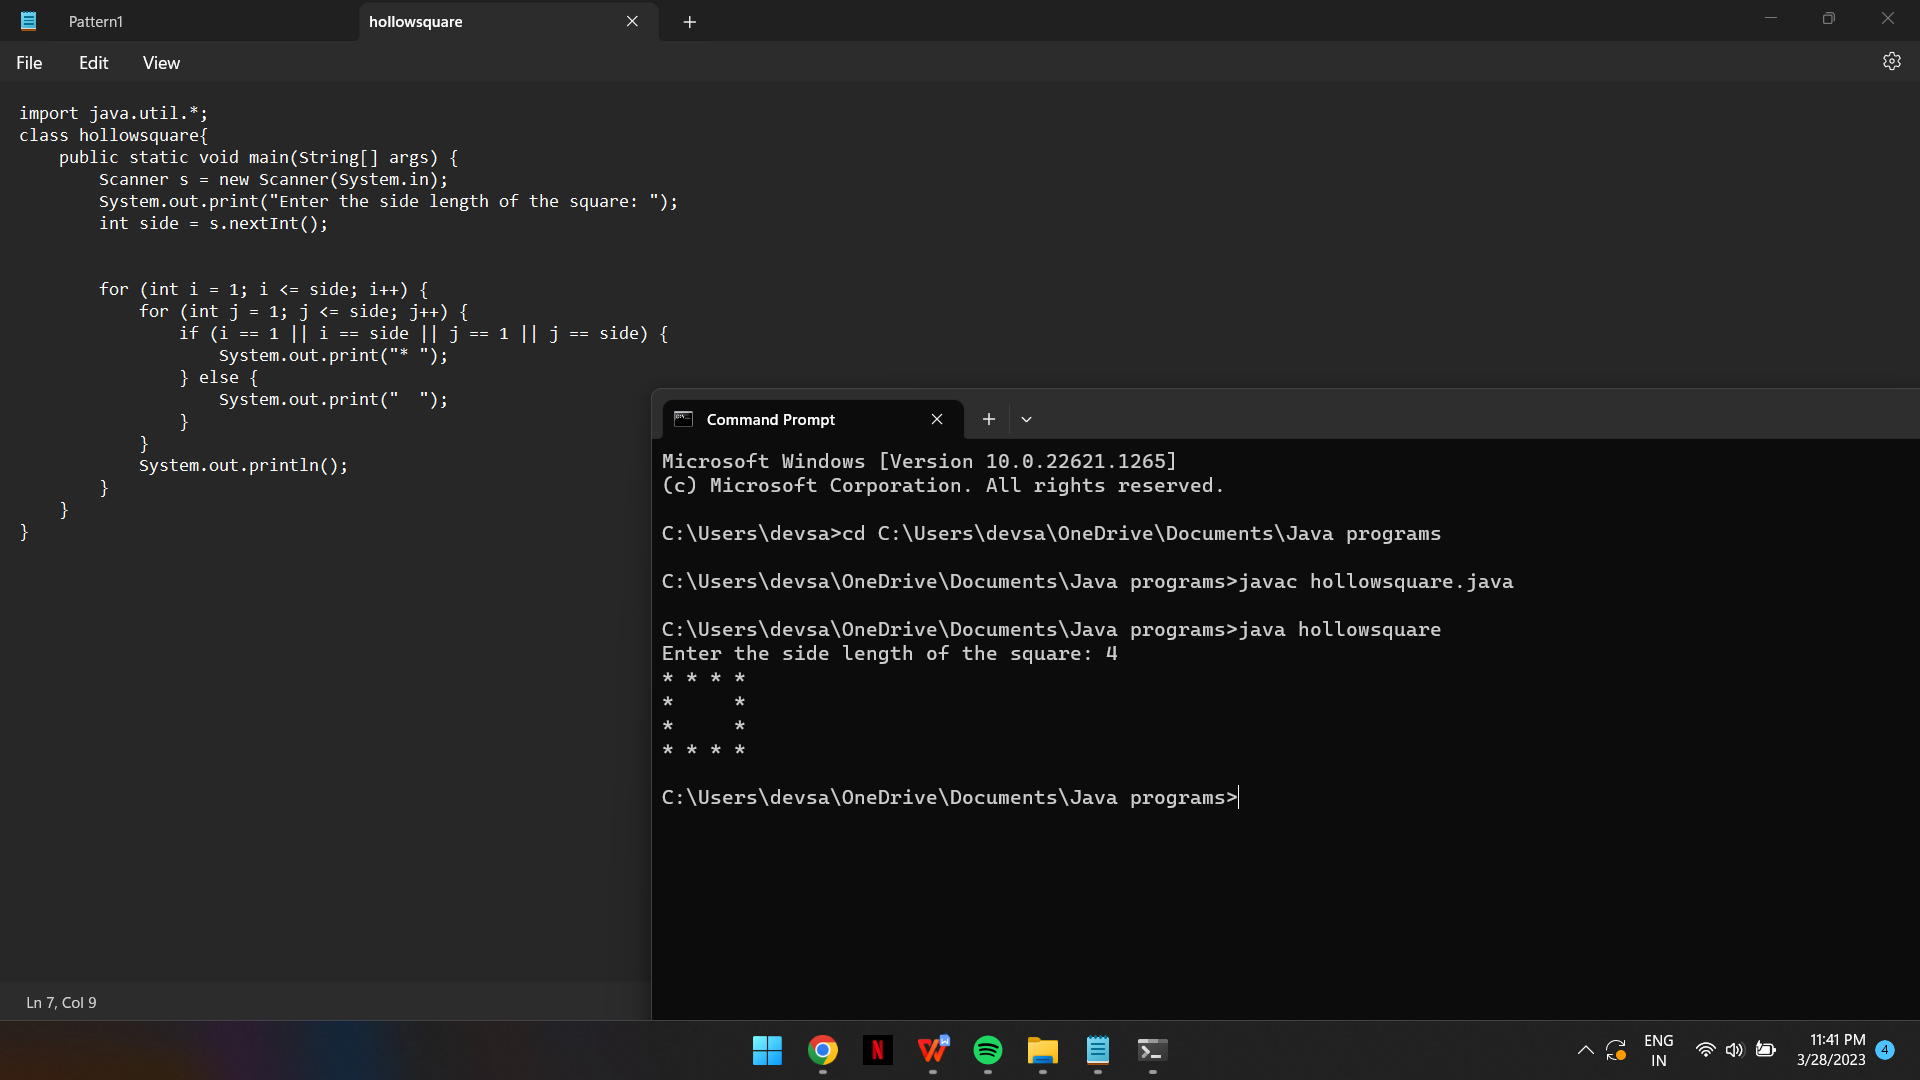 Pattern1
hollowsquare
File Edit View
import java.util.*;
class hollowsquare{
    public static void main(String[] args) {
        Scanner s = new Scanner(System.in);
        System.out.print("Enter the side length of the square: ");
        int side = s.nextInt();
        for (int i = 1; i <= side; i++) {
            for (int j = 1; j <= side; j++) {
                if (i == 1 || i == side || j == 1 || j == side) {
                    System.out.print("* ");
                } else {
                    System.out.print("  ");
                }
            }
            System.out.println();
        }
    }
}
Ln 7, Col 9
Command Prompt
Microsoft Windows [Version 10.0.22621.1265]
(c) Microsoft Corporation. All rights reserved.
C:\Users\devsa>cd C:\Users\devsa\OneDrive\Documents\Java programs
C:\Users\devsa\OneDrive\Documents\Java programs>javac hollowsquare.java
C:\Users\devsa\OneDrive\Documents\Java programs>java hollowsquare
Enter the side length of the square: 4
* * * *
*     *
*     *
* * * *
C:\Users\devsa\OneDrive\Documents\Java programs>
ENG
IN
11:41 PM
3/28/2023
4